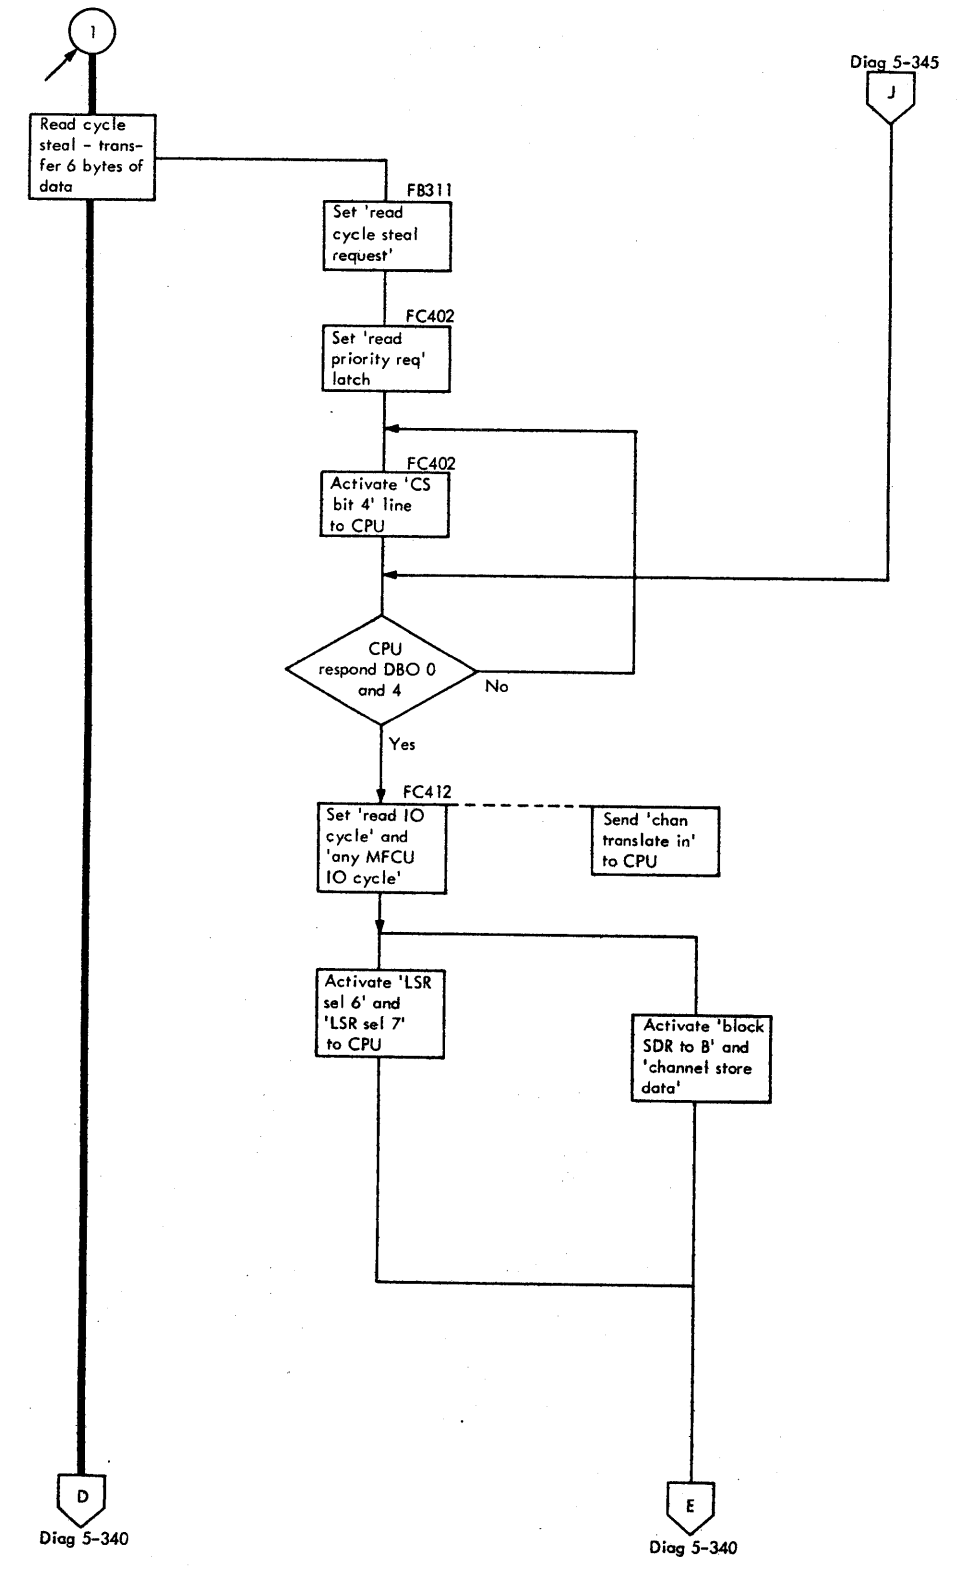 1
Diag 5-345
J
Read cycle
steal - trans-
fer 6 bytes of
data
FB311
Set 'read
cycle steal
request'
FC402
Set 'read
priority req'
latch
FC402
Activate 'CS
bit 4' line
to CPU
CPU
respond DBO 0
and 4
No
Yes
FC412
Set 'read IO
cycle' and
'any MFCU
IO cycle'
Send 'chan
translate in'
to CPU
Activate 'LSR
sel 6' and
'LSR sel 7'
to CPU
Activate 'block
SDR to B' and
'channel store
data'
D
Diag 5-340
E
Diag 5-340